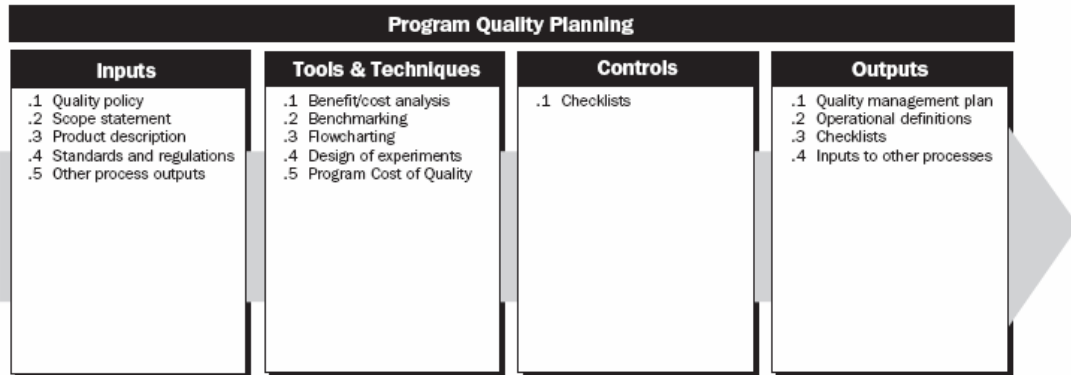 Program Quality Planning
Inputs
.1 Quality policy
.2 Scope statement
.3 Product description
.4 Standards and regulations
.5 Other process outputs
Tools & Techniques
.1 Benefit/cost analysis
.2 Benchmarking
.3 Flowcharting
.4 Design of experiments
.5 Program Cost of Quality
Controls
.1 Checklists
Outputs
.1 Quality management plan
.2 Operational definitions
.3 Checklists
.4 Inputs to other processes